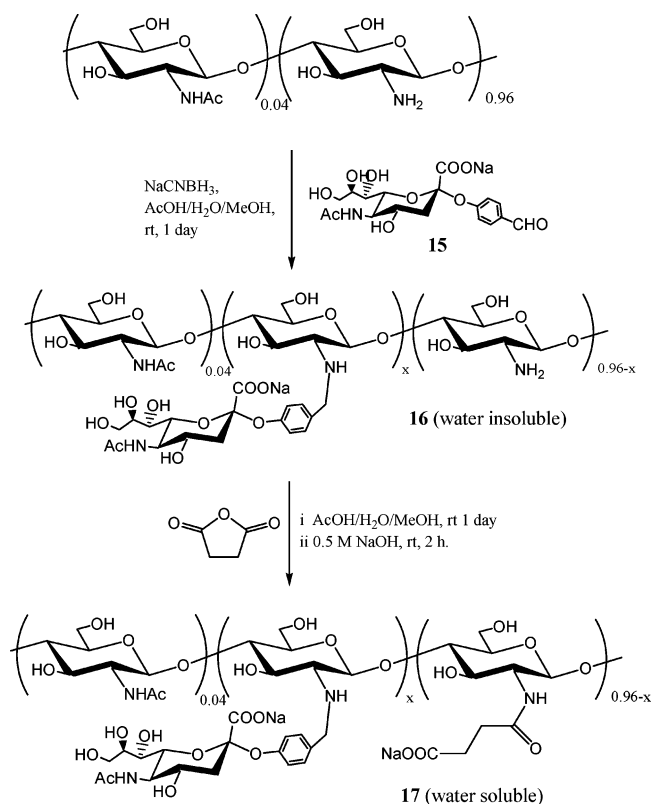 OH
O
HO
NHAc
O
0.04
OH
O
HO
NH2
O
0.96
NaCNBH3,
AcOH/H2O/MeOH,
rt, 1 day
HO OH OH
COONa
HO
O
AcHN
HO
O
CHO
15
OH
O
HO
NHAc
O
0.04
OH
O
HO
NH
O
x
OH
O
HO
NH2
O
0.96-x
COONa
HO OH
HO
O
O
AcHN
HO
16 (water insoluble)
O O O
i AcOH/H2O/MeOH, rt 1 day
ii 0.5 M NaOH, rt, 2 h.
OH
O
HO
NHAc
O
0.04
OH
O
HO
NH
O
x
OH
O
HO
NH
O
0.96-x
COONa
HO OH
HO
O
O
AcHN
HO
NaOOC
O
17 (water soluble)